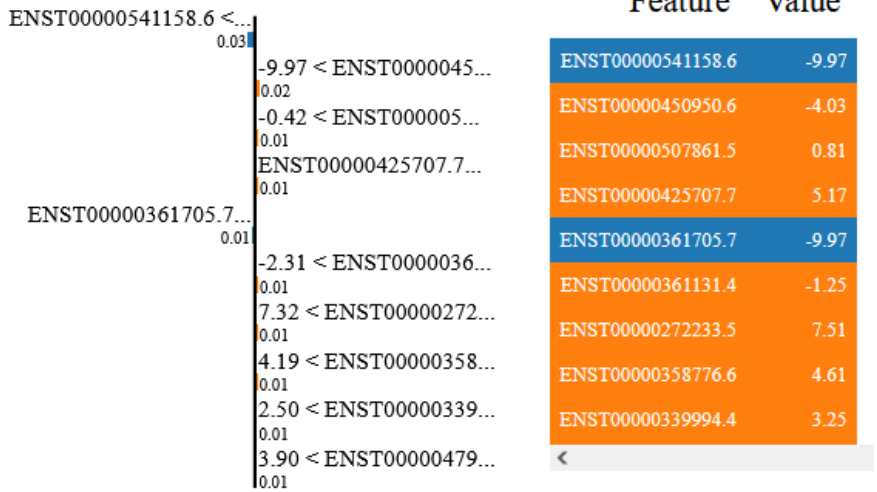 ENST00000541158.6 <...
0.03
-9.97 < ENST0000045...
0.02
-0.42 < ENST000005...
0.01
ENST00000425707.7...
0.01
ENST00000361705.7...
0.01
-2.31 < ENST0000036...
0.01
7.32 < ENST00000272...
0.01
4.19 < ENST00000358...
0.01
2.50 < ENST00000339...
0.01
3.90 < ENST00000479...
0.01
Feature Value
ENST00000541158.6 -9.97
ENST00000450950.6 -4.03
ENST00000507861.5 0.81
ENST00000425707.7 5.17
ENST00000361705.7 -9.97
ENST00000361131.4 -1.25
ENST00000272233.5 7.51
ENST00000358776.6 4.61
ENST00000339994.4 3.25